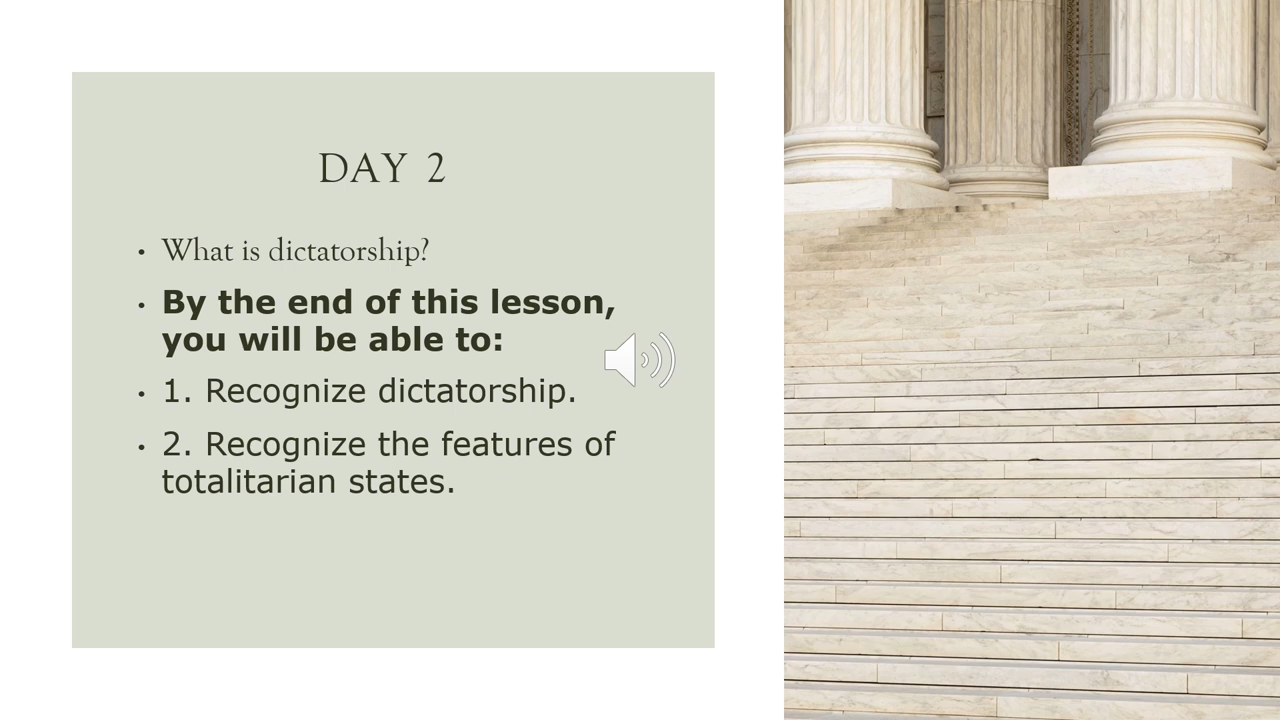 DAY 2
• What is dictatorship?
• By the end of this lesson,
you will be able to:
• 1. Recognize dictatorship.
• 2. Recognize the features of
totalitarian states.